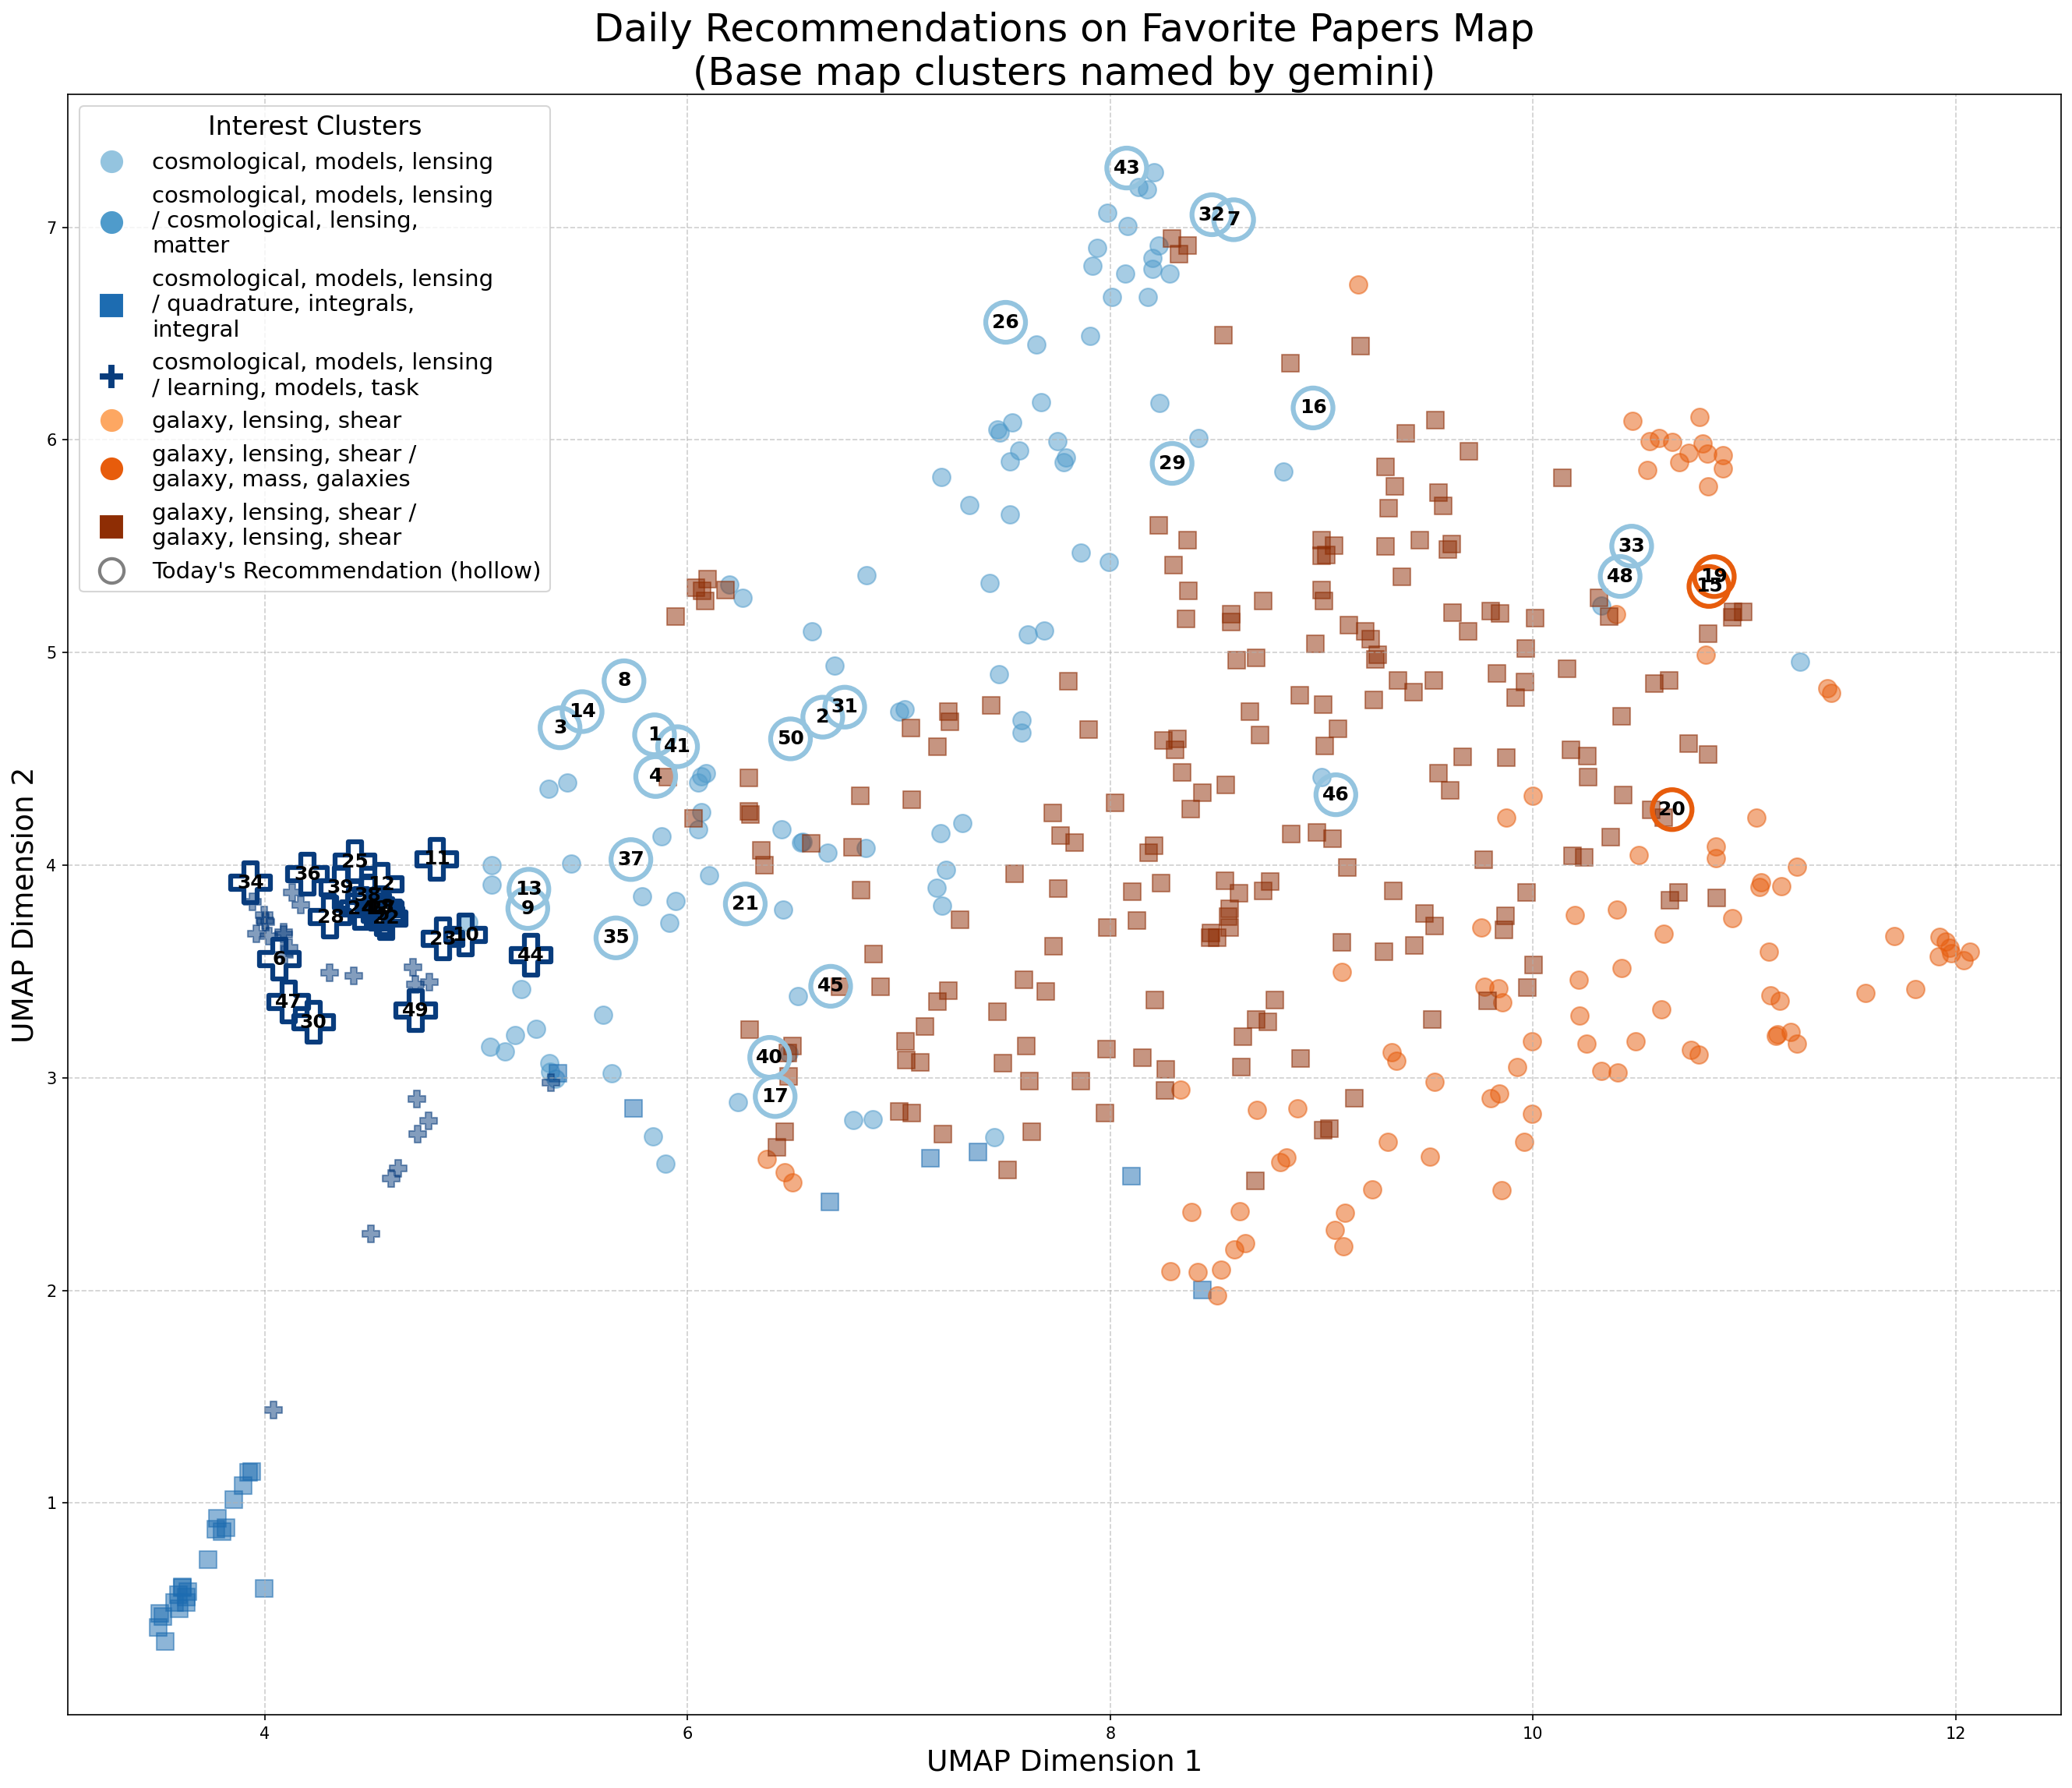 Daily Recommendations on Favorite Papers Map
(Base map clusters named by gemini)
Interest Clusters
cosmological, models, lensing
cosmological, models, lensing
/ cosmological, lensing,
matter
cosmological, models, lensing
/ quadrature, integrals,
integral
cosmological, models, lensing
/ learning, models, task
galaxy, lensing, shear
galaxy, lensing, shear /
galaxy, mass, galaxies
galaxy, lensing, shear /
galaxy, lensing, shear
Today's Recommendation (hollow)
43
32
7
26
16
29
33
48
19
15
8
14
3
1
41
4
2
31
50
46
20
37
13
9
21
35
45
40
17
34
36
25
11
39
12
38
24
22
28
23
10
44
6
47
30
49
UMAP Dimension 2
7
6
5
4
3
2
1
4
6
8
10
12
UMAP Dimension 1